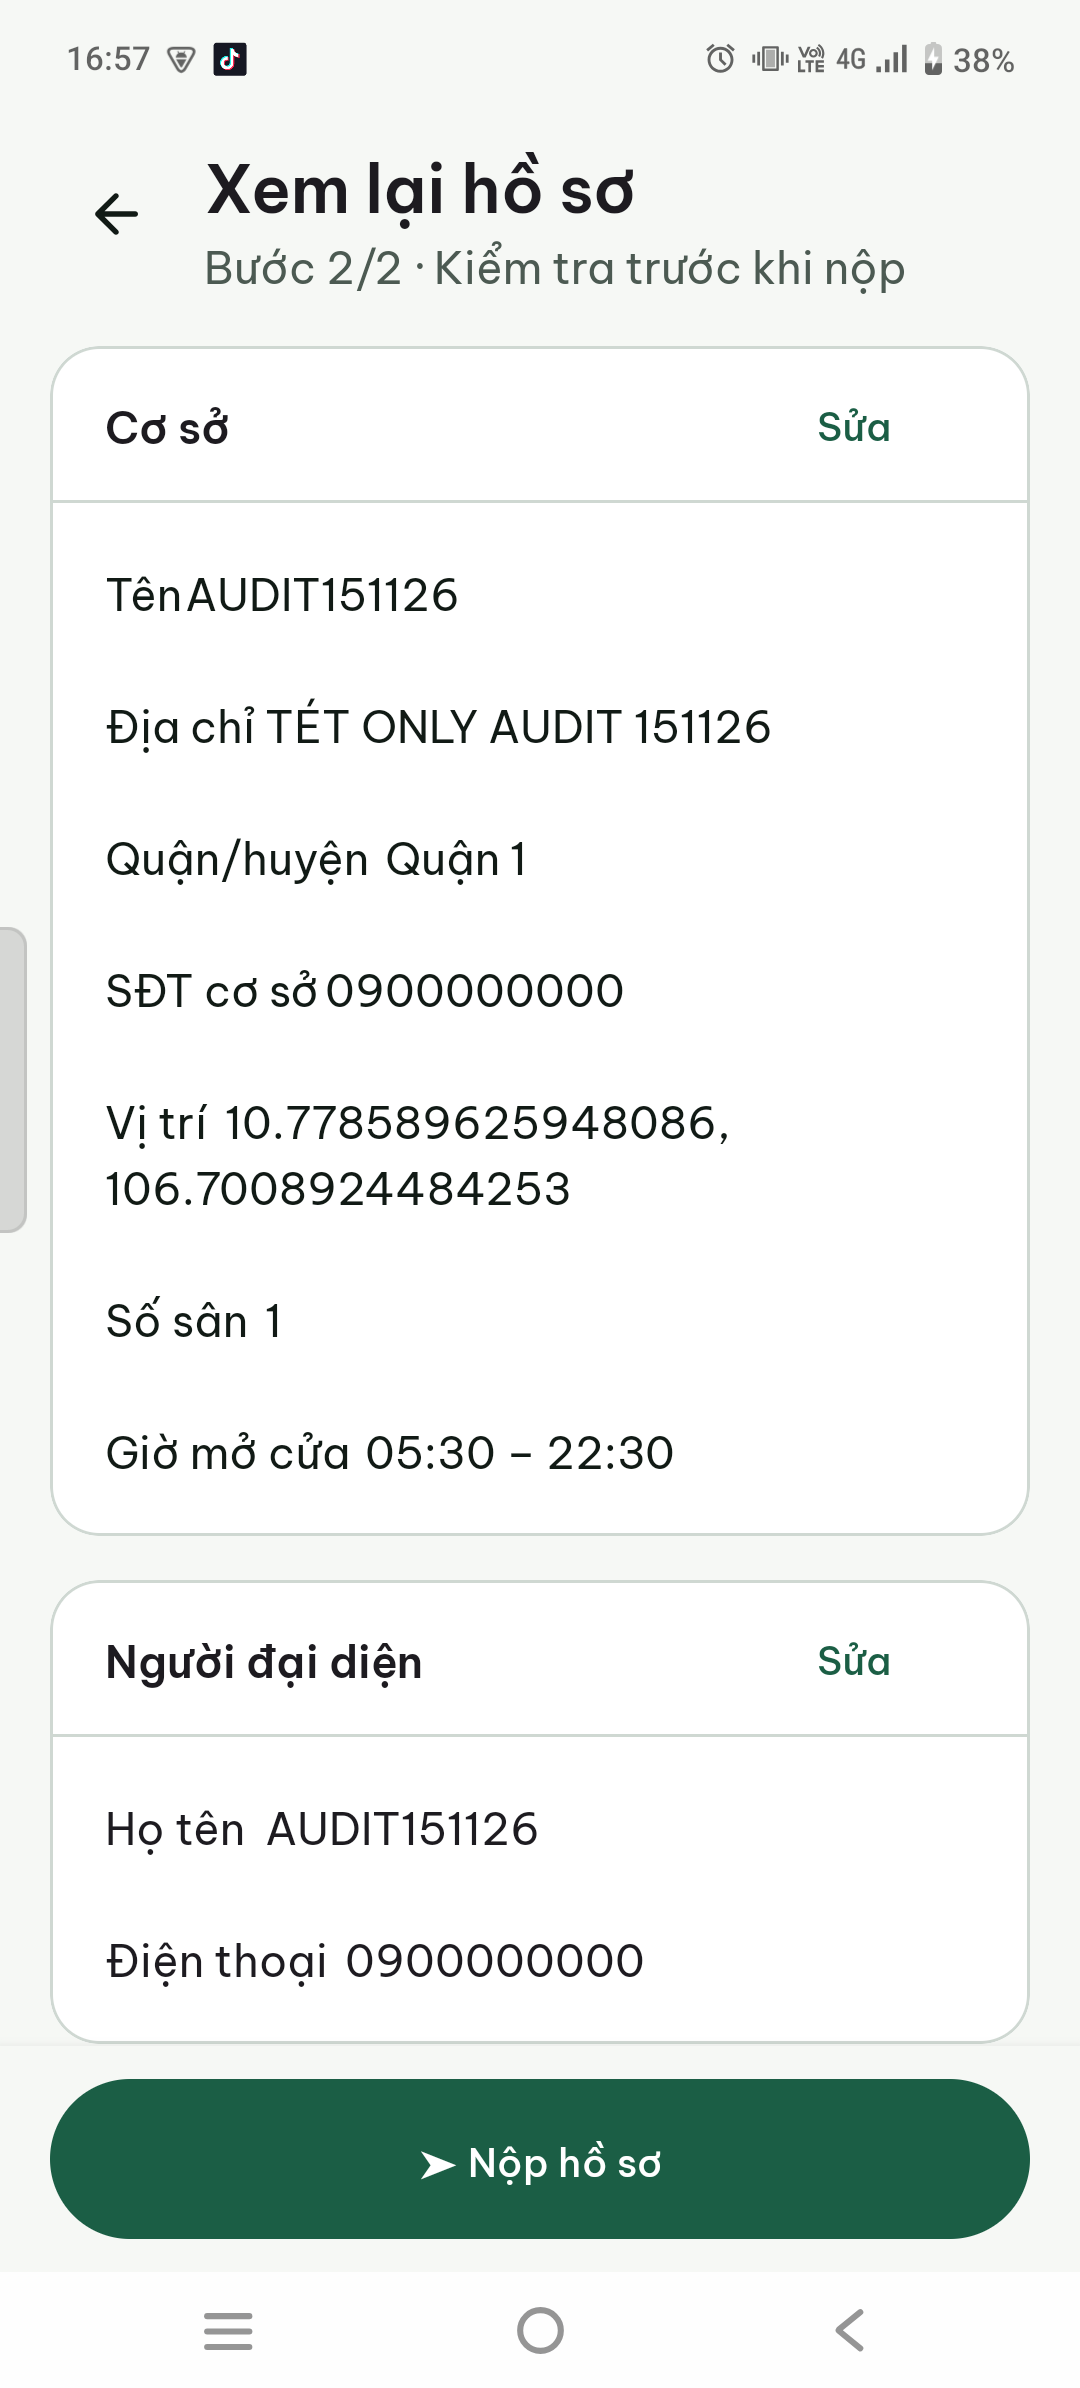 16:57 VoLTE 4G 38%
Xem lại hồ sơ
Bước 2/2 · Kiểm tra trước khi nộp
Cơ sở Sửa
Tên AUDIT151126
Địa chỉ TÉT ONLY AUDIT 151126
Quận/huyện Quận 1
SĐT cơ sở 0900000000
Vị trí 10.778589625948086,
106.7008924484253
Số sân 1
Giờ mở cửa 05:30 – 22:30
Người đại diện Sửa
Họ tên AUDIT151126
Điện thoại 0900000000
Nộp hồ sơ